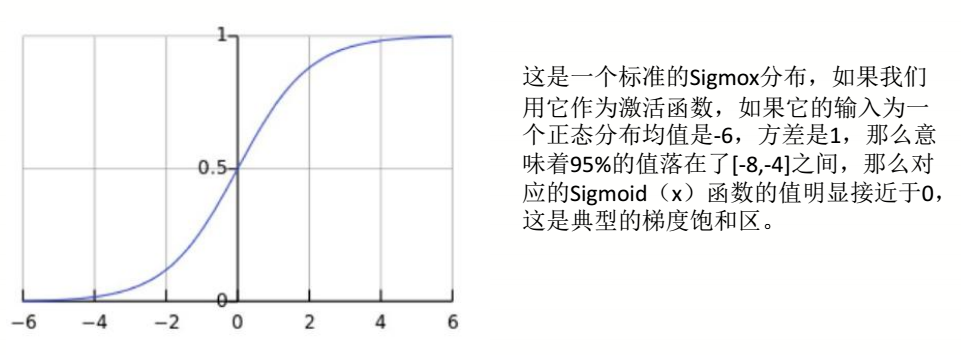 1
0.5
0
−6 −4 −2 0 2 4 6
这是一个标准的Sigmox分布，如果我们
用它作为激活函数，如果它的输入为一
个正态分布均值是-6，方差是1，那么意
味着95%的值落在了[-8,-4]之间，那么对
应的Sigmoid（x）函数的值明显接近于0，
这是典型的梯度饱和区。